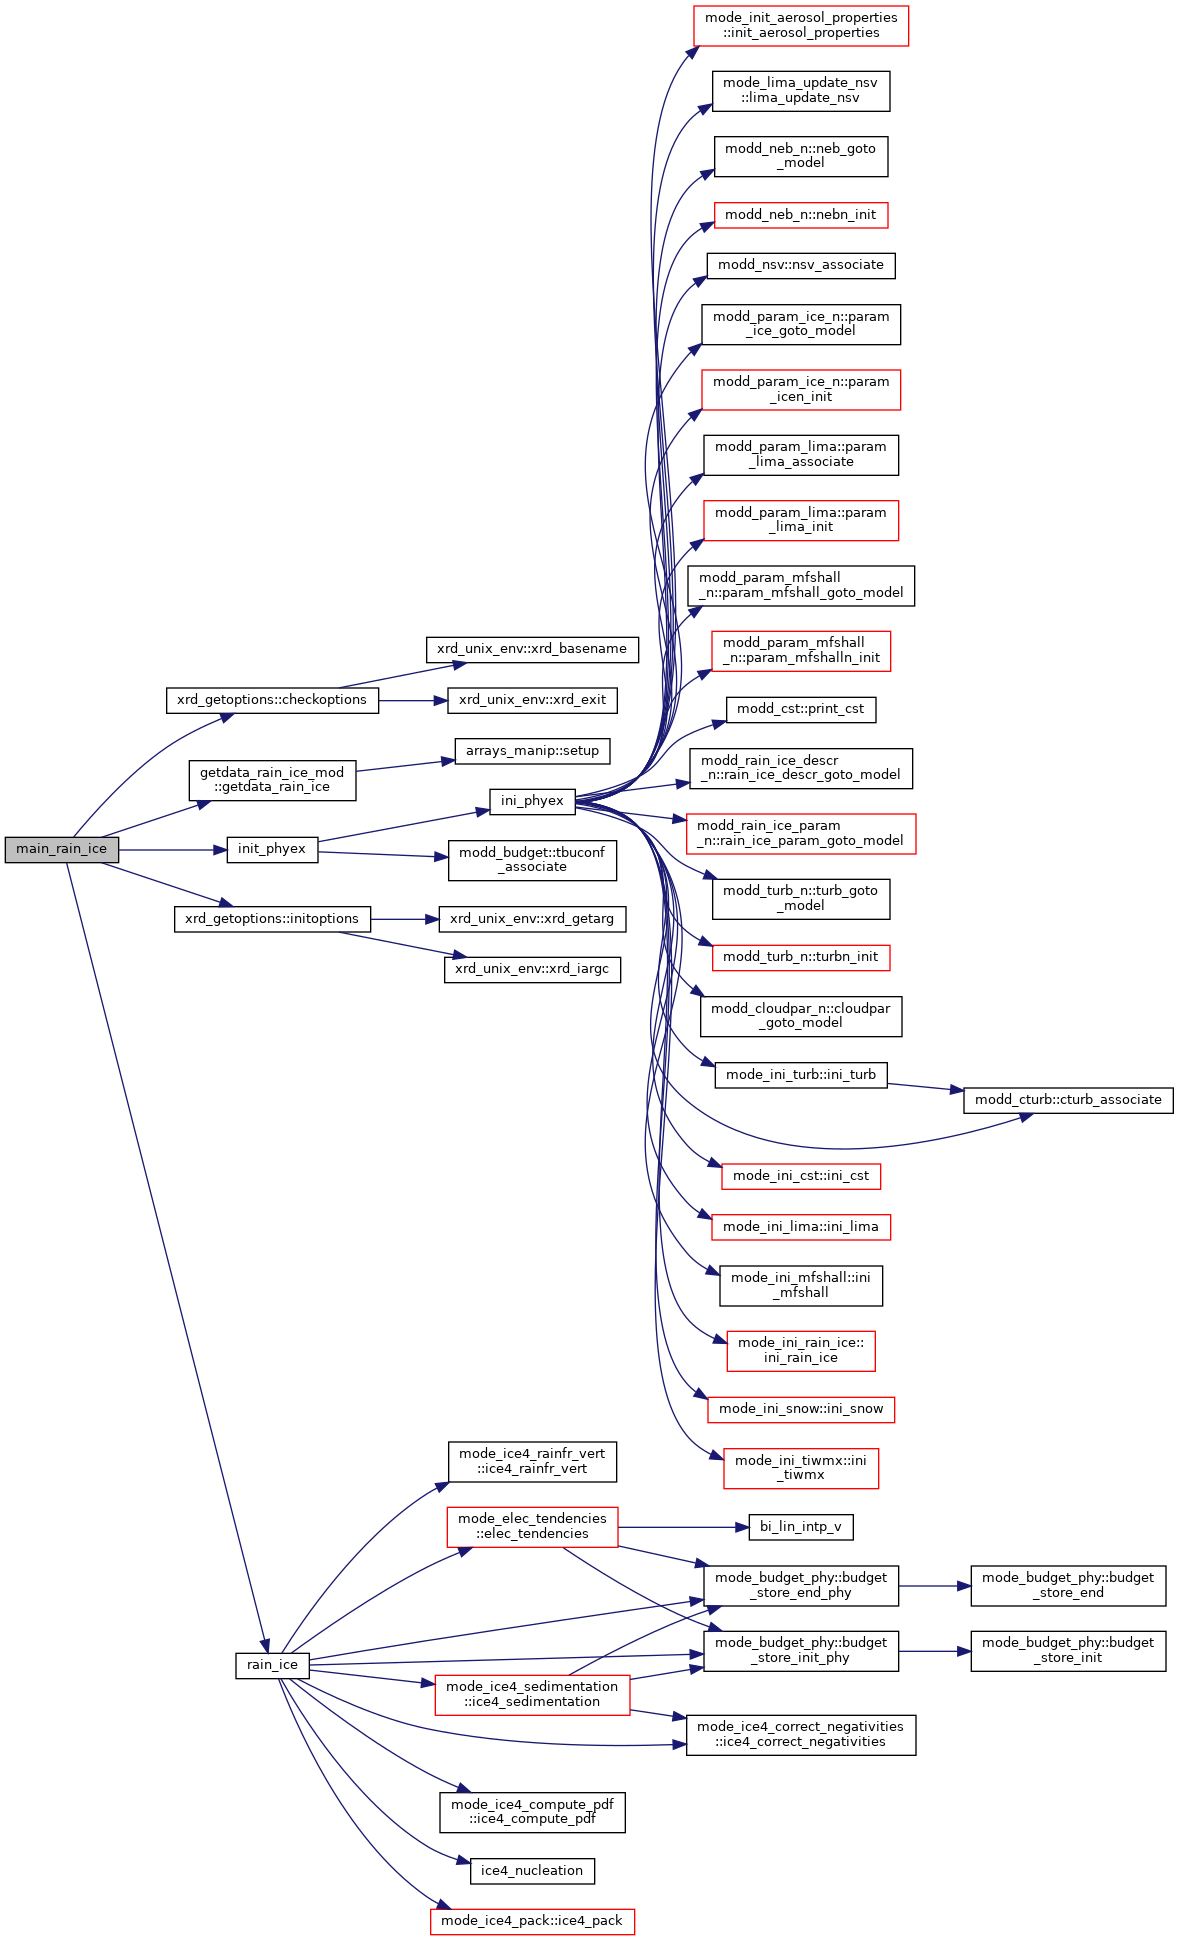 mode_init_aerosol_properties
::init_aerosol_properties
mode_lima_update_nsv
::lima_update_nsv
modd_neb_n::neb_goto
_model
modd_neb_n::nebn_init
modd_nsv::nsv_associate
modd_param_ice_n::param
_ice_goto_model
modd_param_ice_n::param
_icen_init
modd_param_lima::param
_lima_associate
modd_param_lima::param
_lima_init
modd_param_mfshall
_n::param_mfshall_goto_model
modd_param_mfshall
_n::param_mfshalln_init
xrd_unix_env::xrd_basename
xrd_getoptions::checkoptions
xrd_unix_env::xrd_exit
modd_cst::print_cst
arrays_manip::setup
getdata_rain_ice_mod
::getdata_rain_ice
modd_rain_ice_descr
_n::rain_ice_descr_goto_model
ini_phyex
modd_rain_ice_param
_n::rain_ice_param_goto_model
main_rain_ice
init_phyex
modd_budget::tbuconf
_associate
modd_turb_n::turb_goto
_model
xrd_getoptions::initoptions
xrd_unix_env::xrd_getarg
modd_turb_n::turbn_init
xrd_unix_env::xrd_iargc
modd_cloudpar_n::cloudpar
_goto_model
mode_ini_turb::ini_turb
modd_cturb::cturb_associate
mode_ini_cst::ini_cst
mode_ini_lima::ini_lima
mode_ini_mfshall::ini
_mfshall
mode_ini_rain_ice::
ini_rain_ice
mode_ini_snow::ini_snow
mode_ini_tiwmx::ini
_tiwmx
mode_ice4_rainfr_vert
::ice4_rainfr_vert
mode_elec_tendencies
::elec_tendencies
bi_lin_intp_v
mode_budget_phy::budget
_store_end_phy
mode_budget_phy::budget
_store_end
rain_ice
mode_budget_phy::budget
_store_init_phy
mode_budget_phy::budget
_store_init
mode_ice4_sedimentation
::ice4_sedimentation
mode_ice4_correct_negativities
::ice4_correct_negativities
mode_ice4_compute_pdf
::ice4_compute_pdf
ice4_nucleation
mode_ice4_pack::ice4_pack